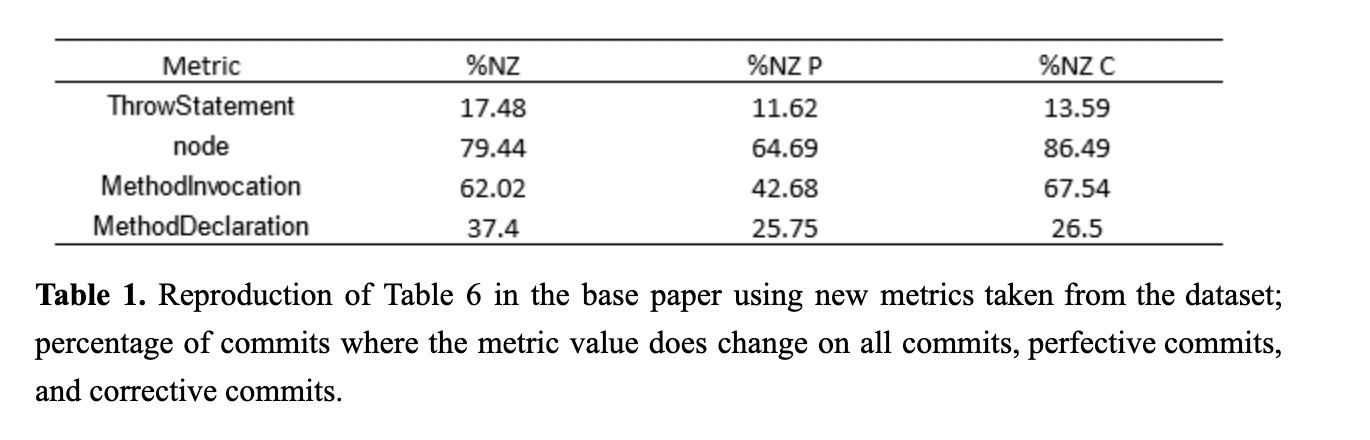 Metric %NZ %NZ P %NZ C
ThrowStatement 17.48 11.62 13.59
node 79.44 64.69 86.49
MethodInvocation 62.02 42.68 67.54
MethodDeclaration 37.4 25.75 26.5
Table 1. Reproduction of Table 6 in the base paper using new metrics taken from the dataset;
percentage of commits where the metric value does change on all commits, perfective commits,
and corrective commits.